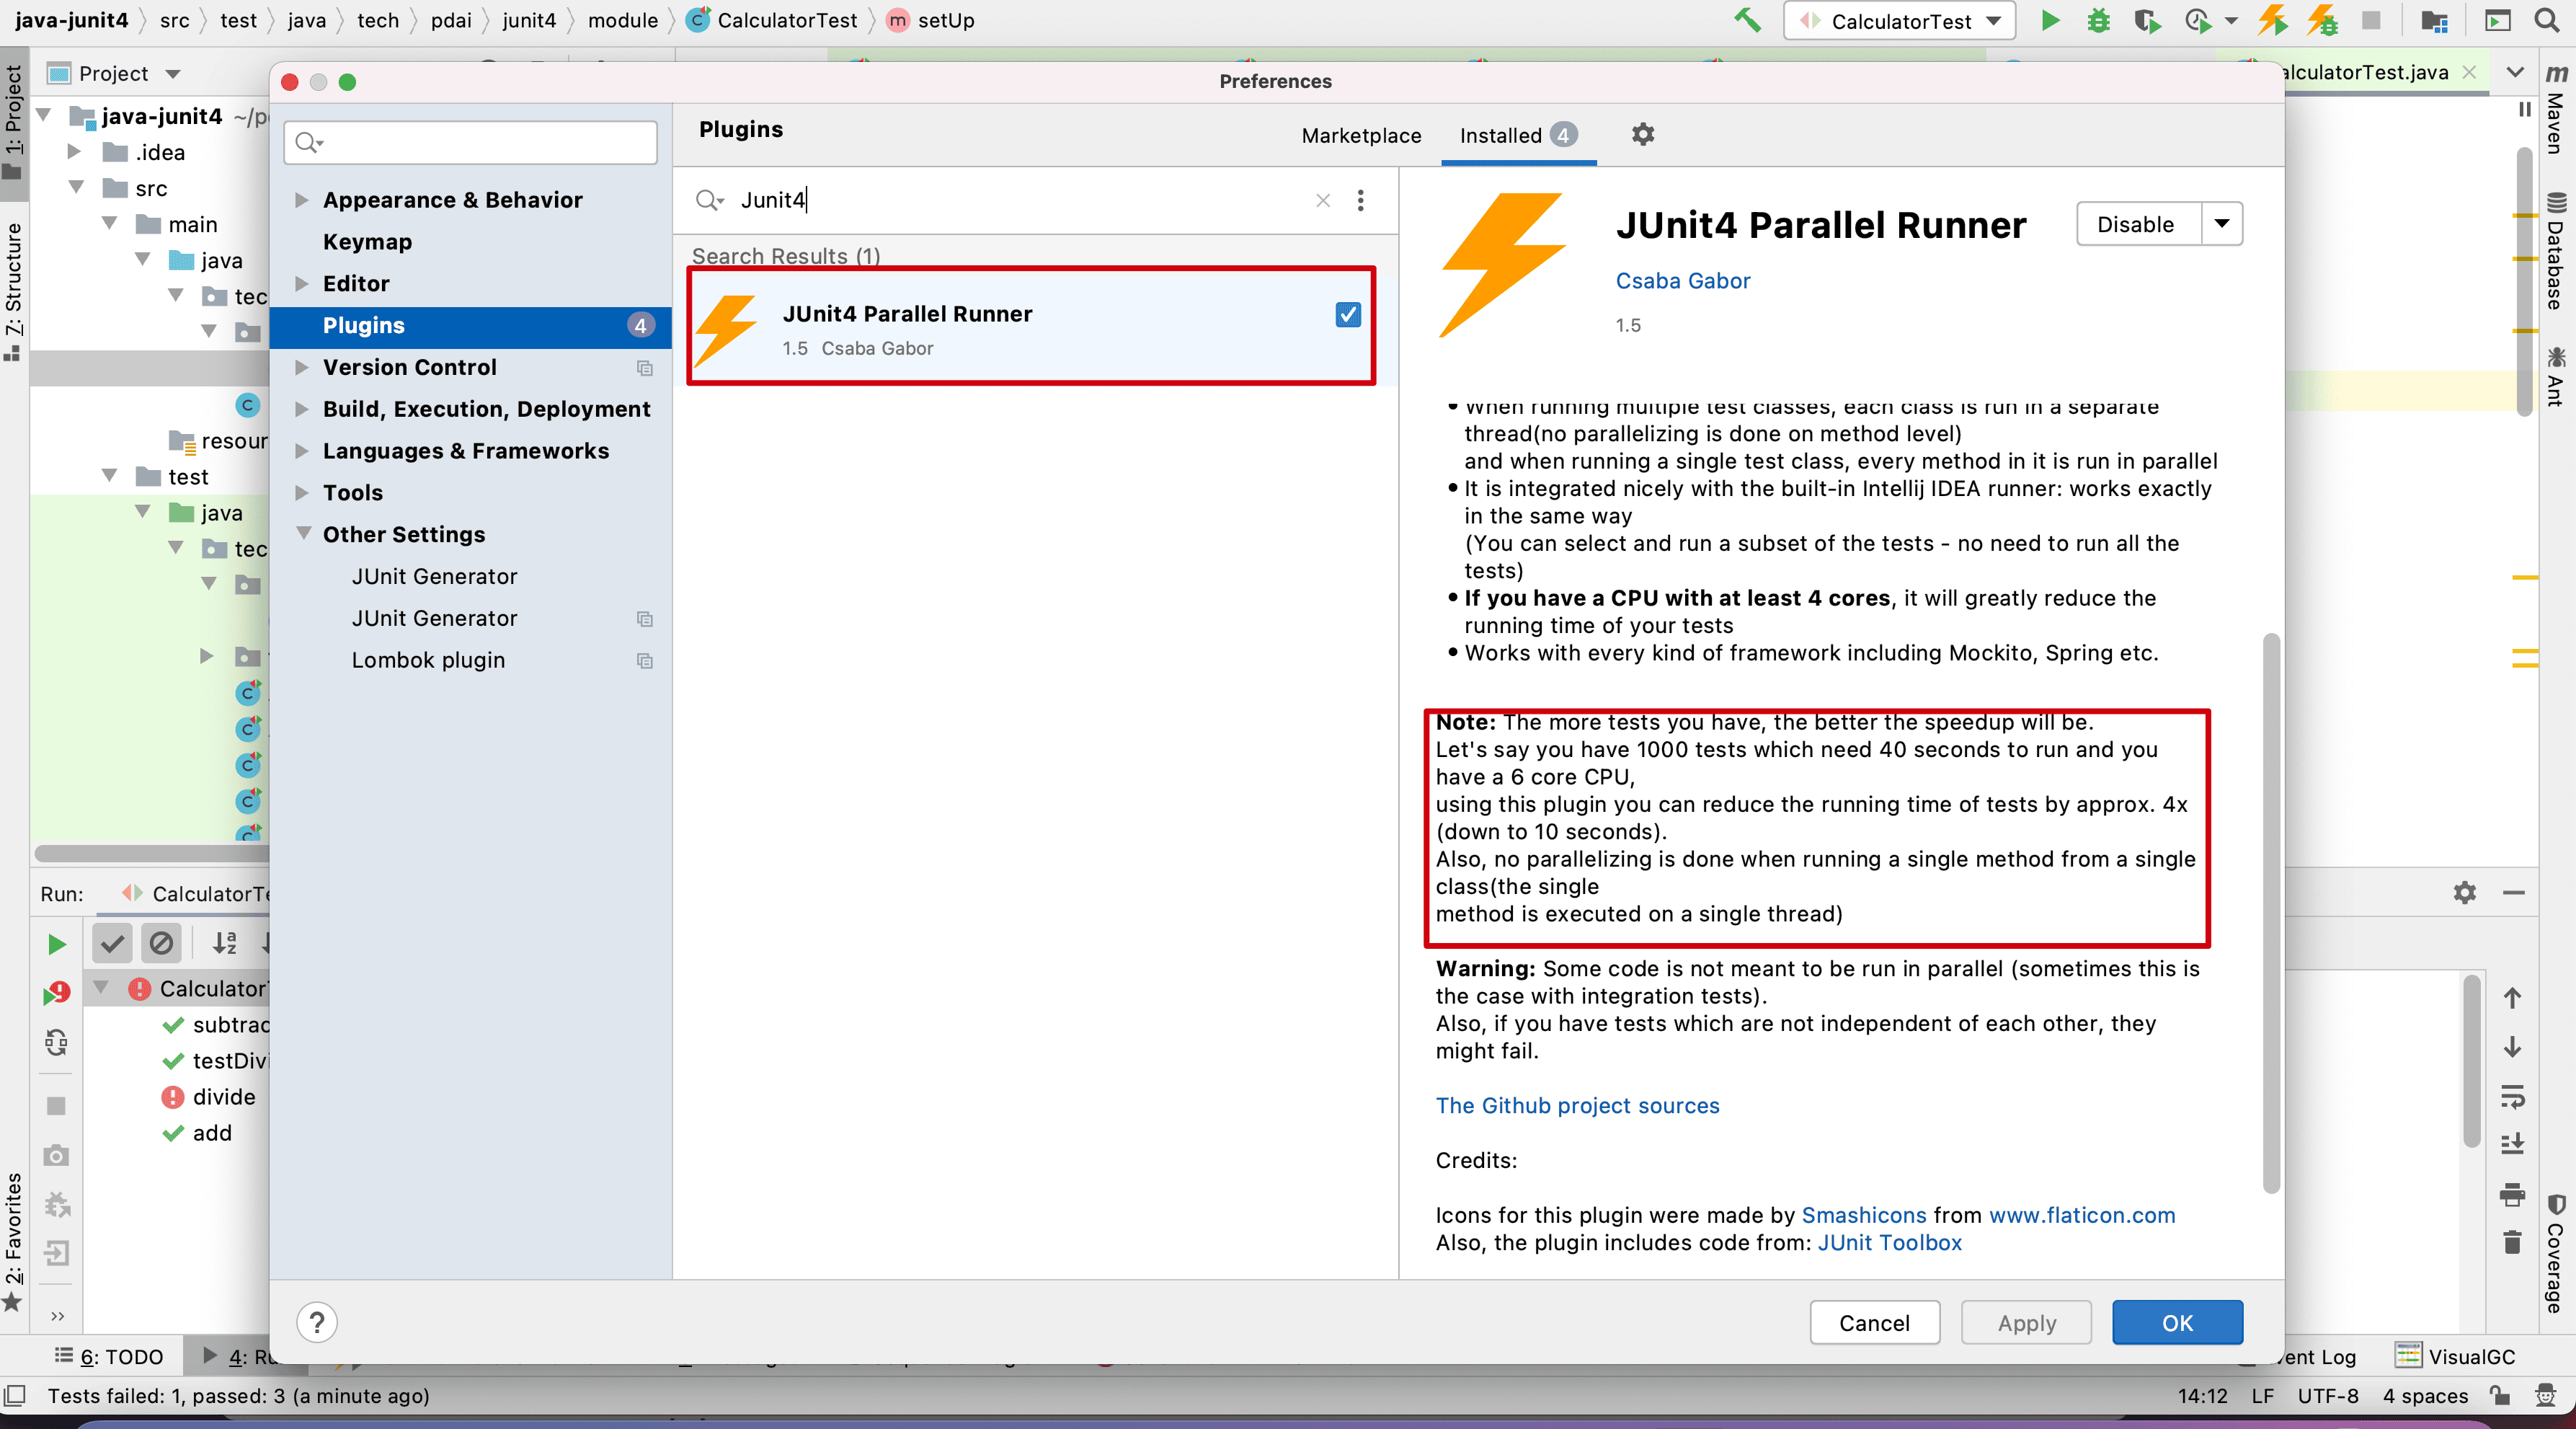 java-junit4 src test java tech pdai junit4 module CalculatorTest setUp
CalculatorTest
1: Project
7: Structure
2: Favorites
Project
java-junit4
.idea
src
main
java
test
java
Preferences
Appearance & Behavior
Keymap
Editor
Plugins 4
Version Control
Build, Execution, Deployment
Languages & Frameworks
Tools
Other Settings
JUnit Generator
JUnit Generator
Lombok plugin
Plugins
Marketplace
Installed 4
Junit4
Search Results (1)
JUnit4 Parallel Runner
1.5 Csaba Gabor
JUnit4 Parallel Runner
Disable
Csaba Gabor
1.5
• When running multiple test classes, each class is run in a separate
thread(no parallelizing is done on method level)
and when running a single test class, every method in it is run in parallel
• It is integrated nicely with the built-in Intellij IDEA runner: works exactly
in the same way
(You can select and run a subset of the tests - no need to run all the
tests)
• If you have a CPU with at least 4 cores, it will greatly reduce the
running time of your tests
• Works with every kind of framework including Mockito, Spring etc.
Note: The more tests you have, the better the speedup will be.
Let's say you have 1000 tests which need 40 seconds to run and you
have a 6 core CPU,
using this plugin you can reduce the running time of tests by approx. 4x
(down to 10 seconds).
Also, no parallelizing is done when running a single method from a single
class(the single
method is executed on a single thread)
Warning: Some code is not meant to be run in parallel (sometimes this is
the case with integration tests).
Also, if you have tests which are not independent of each other, they
might fail.
The Github project sources
Credits:
Icons for this plugin were made by Smashicons from www.flaticon.com
Also, the plugin includes code from: JUnit Toolbox
?
Cancel
Apply
OK
Maven
Database
Ant
Coverage
Run:
divide
add
6: TODO
VisualGC
Tests failed: 1, passed: 3 (a minute ago)
14:12 LF UTF-8 4 spaces